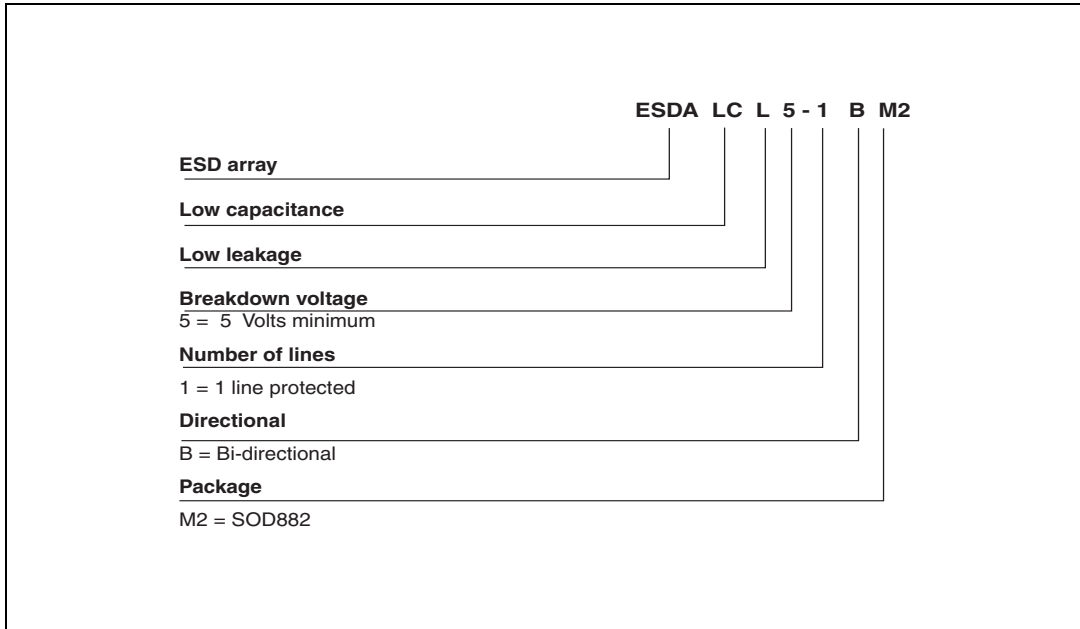 ESDA LC L 5 - 1 B M2
ESD array
Low capacitance
Low leakage
Breakdown voltage
5 = 5 Volts minimum
Number of lines
1 = 1 line protected
Directional
B = Bi-directional
Package
M2 = SOD882